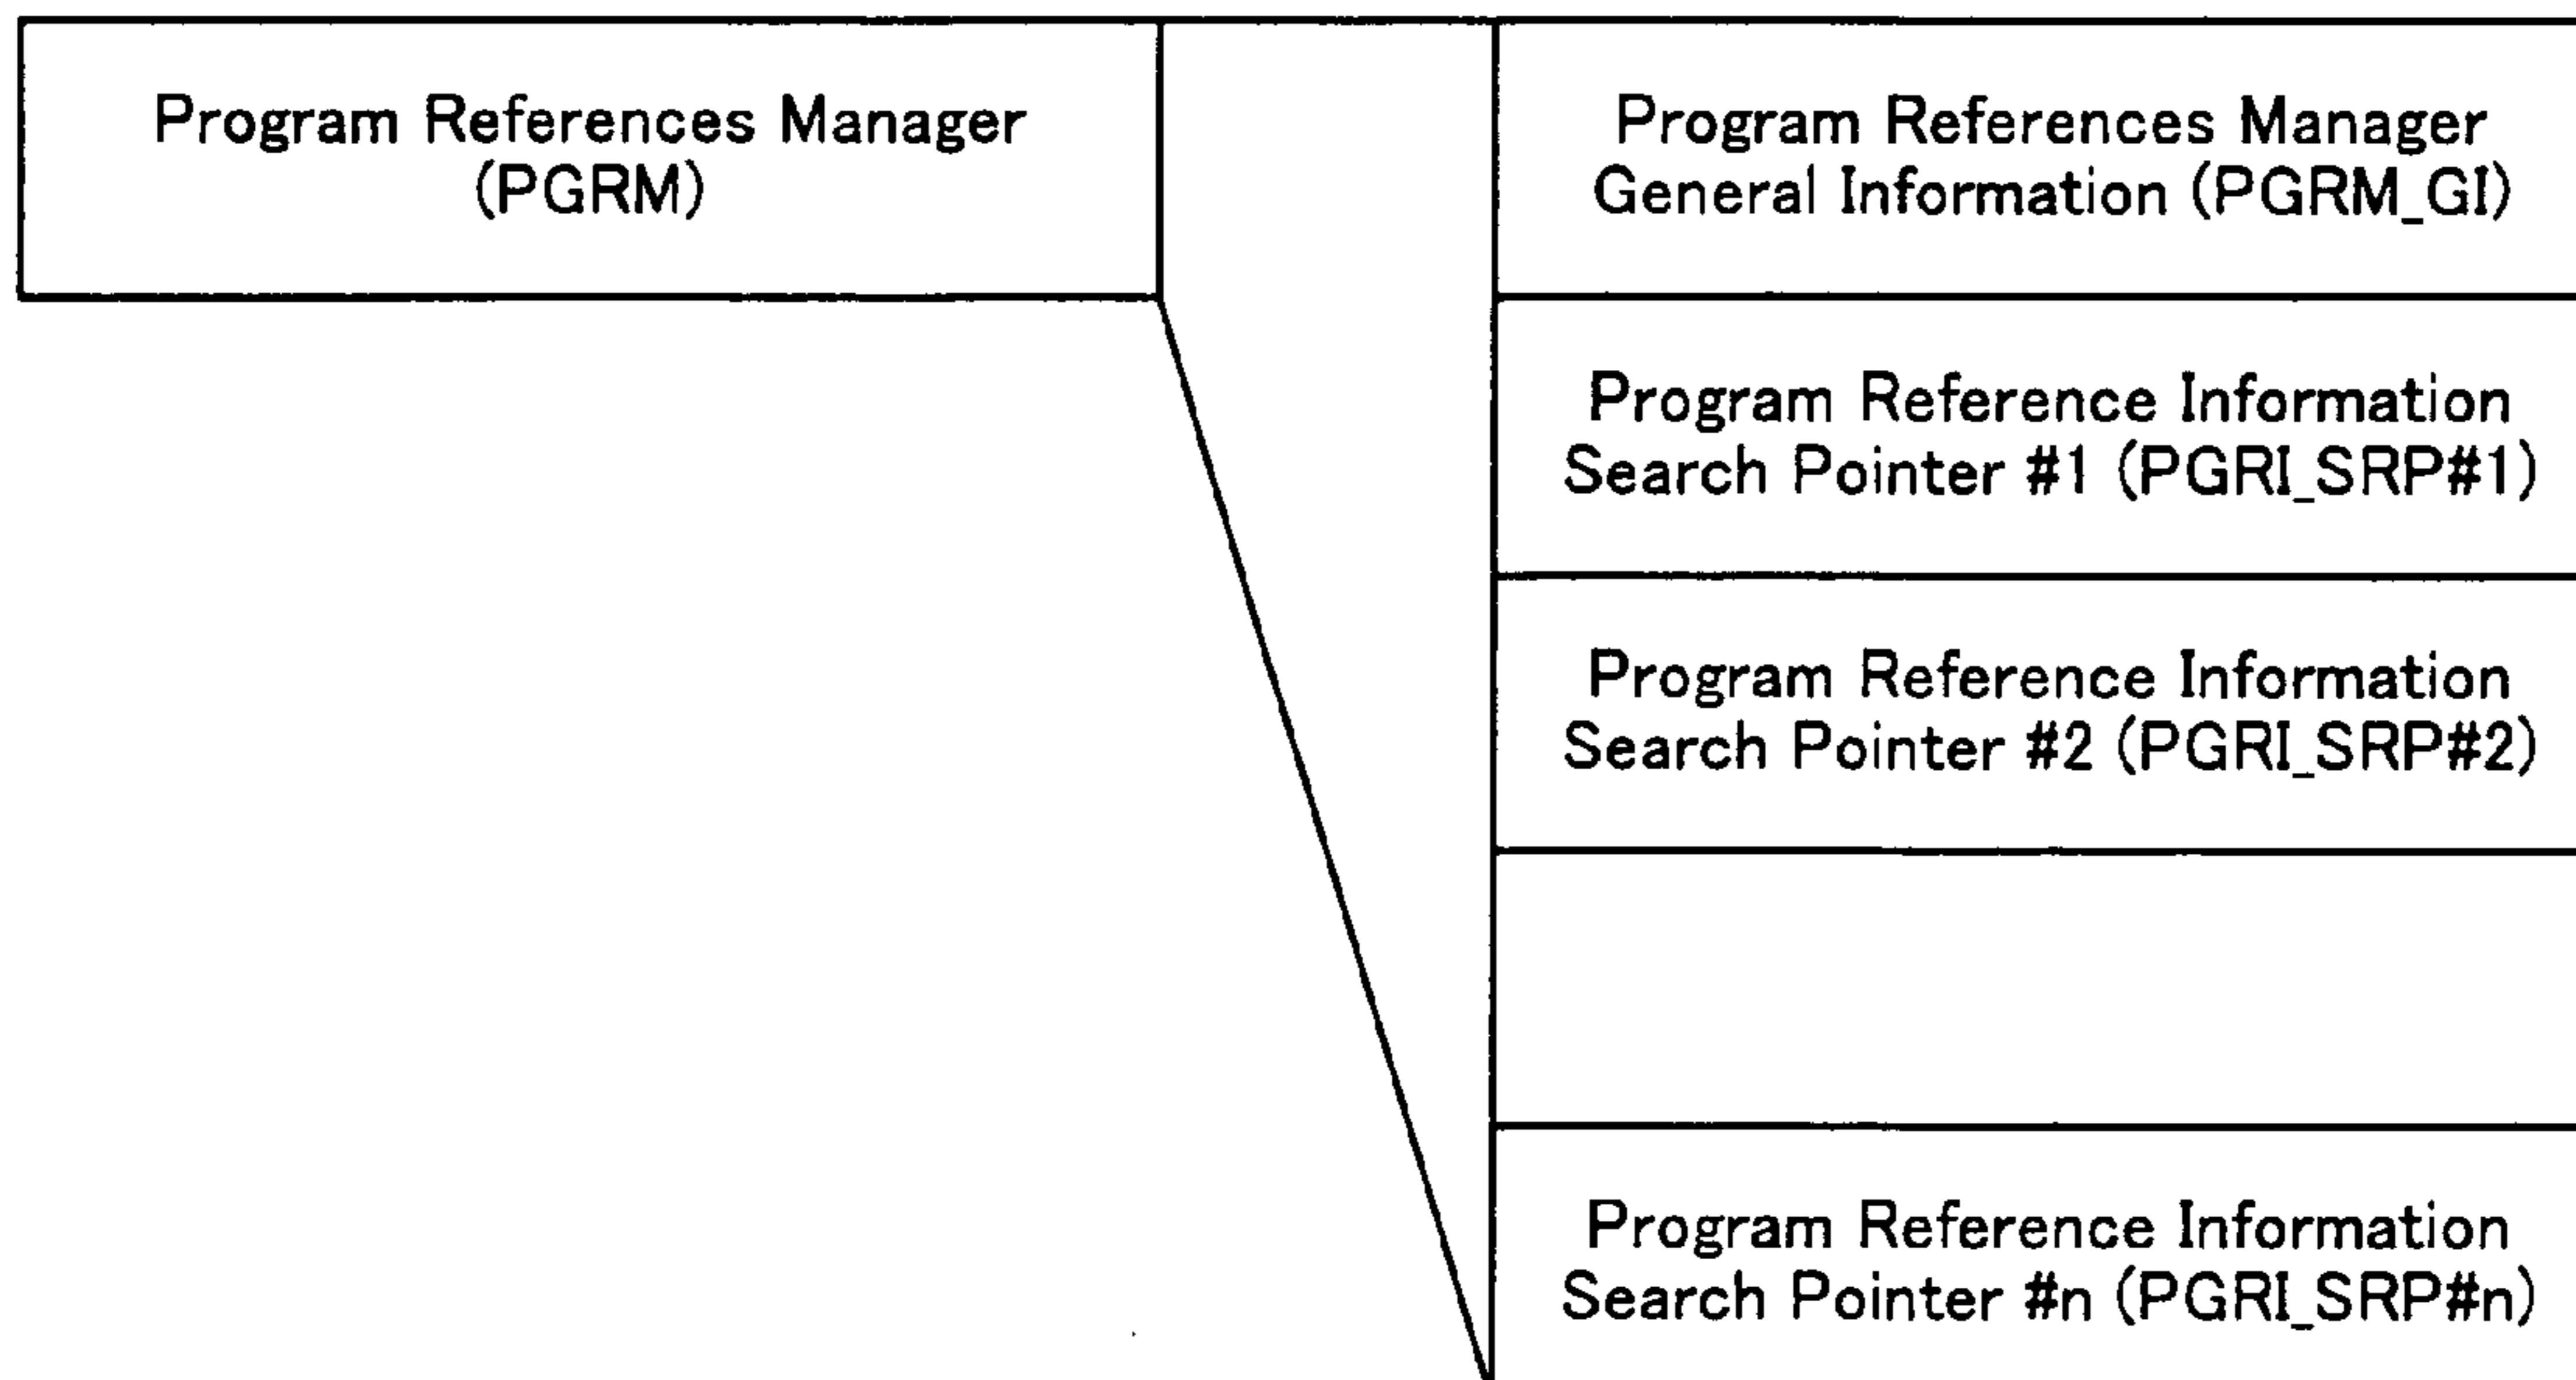 Program References Manager
(PGRM)
Program References Manager
General Information (PGRM_GI)
Program Reference Information
Search Pointer #1 (PGRI_SRP#1)
Program Reference Information
Search Pointer #2 (PGRI_SRP#2)
Program Reference Information
Search Pointer #n (PGRI_SRP#n)